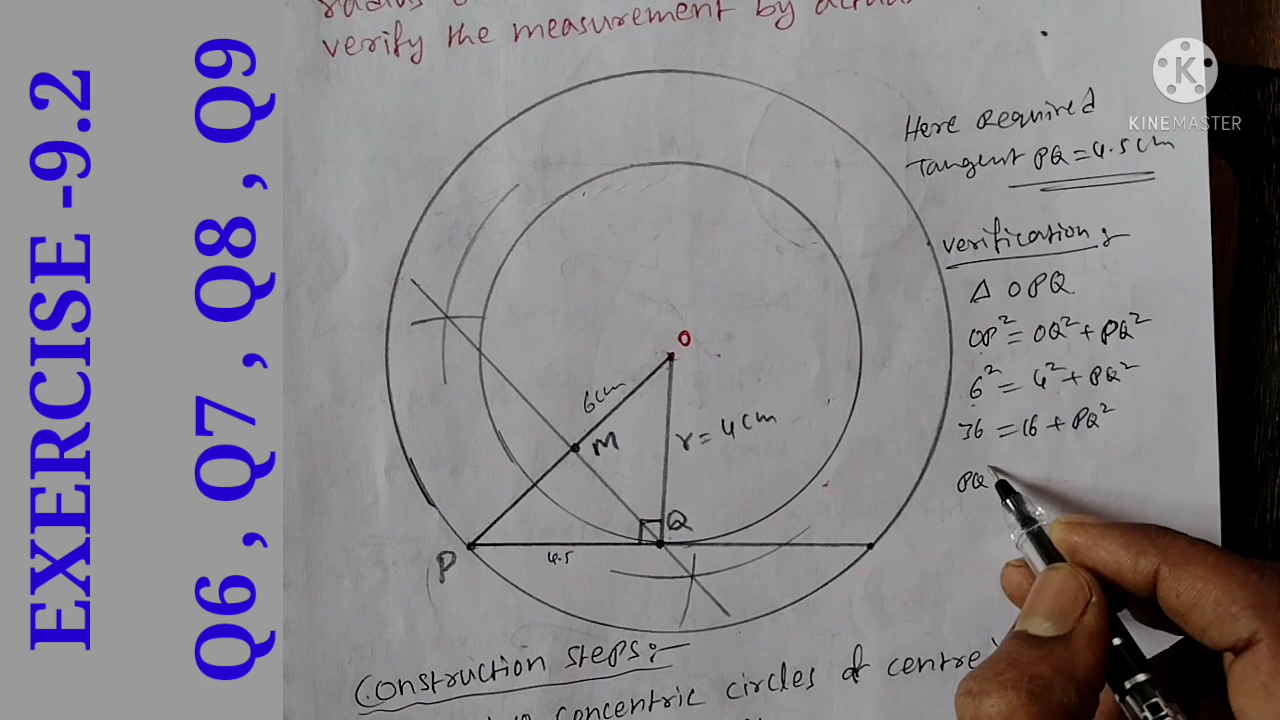 EXERCISE -9.2
Q6 , Q7 , Q8 , Q9
verify the measurement by
KINEMASTER
Here Required
Tangent PQ = 4.5 cm
verification :-
Δ OPQ
OP² = OQ² + PQ²
6² = 4² + PQ²
36 = 16 + PQ²
PQ
O
6cm
M
r = 4 cm
Q
P
4.5
Construction steps:-
concentric circles of centre